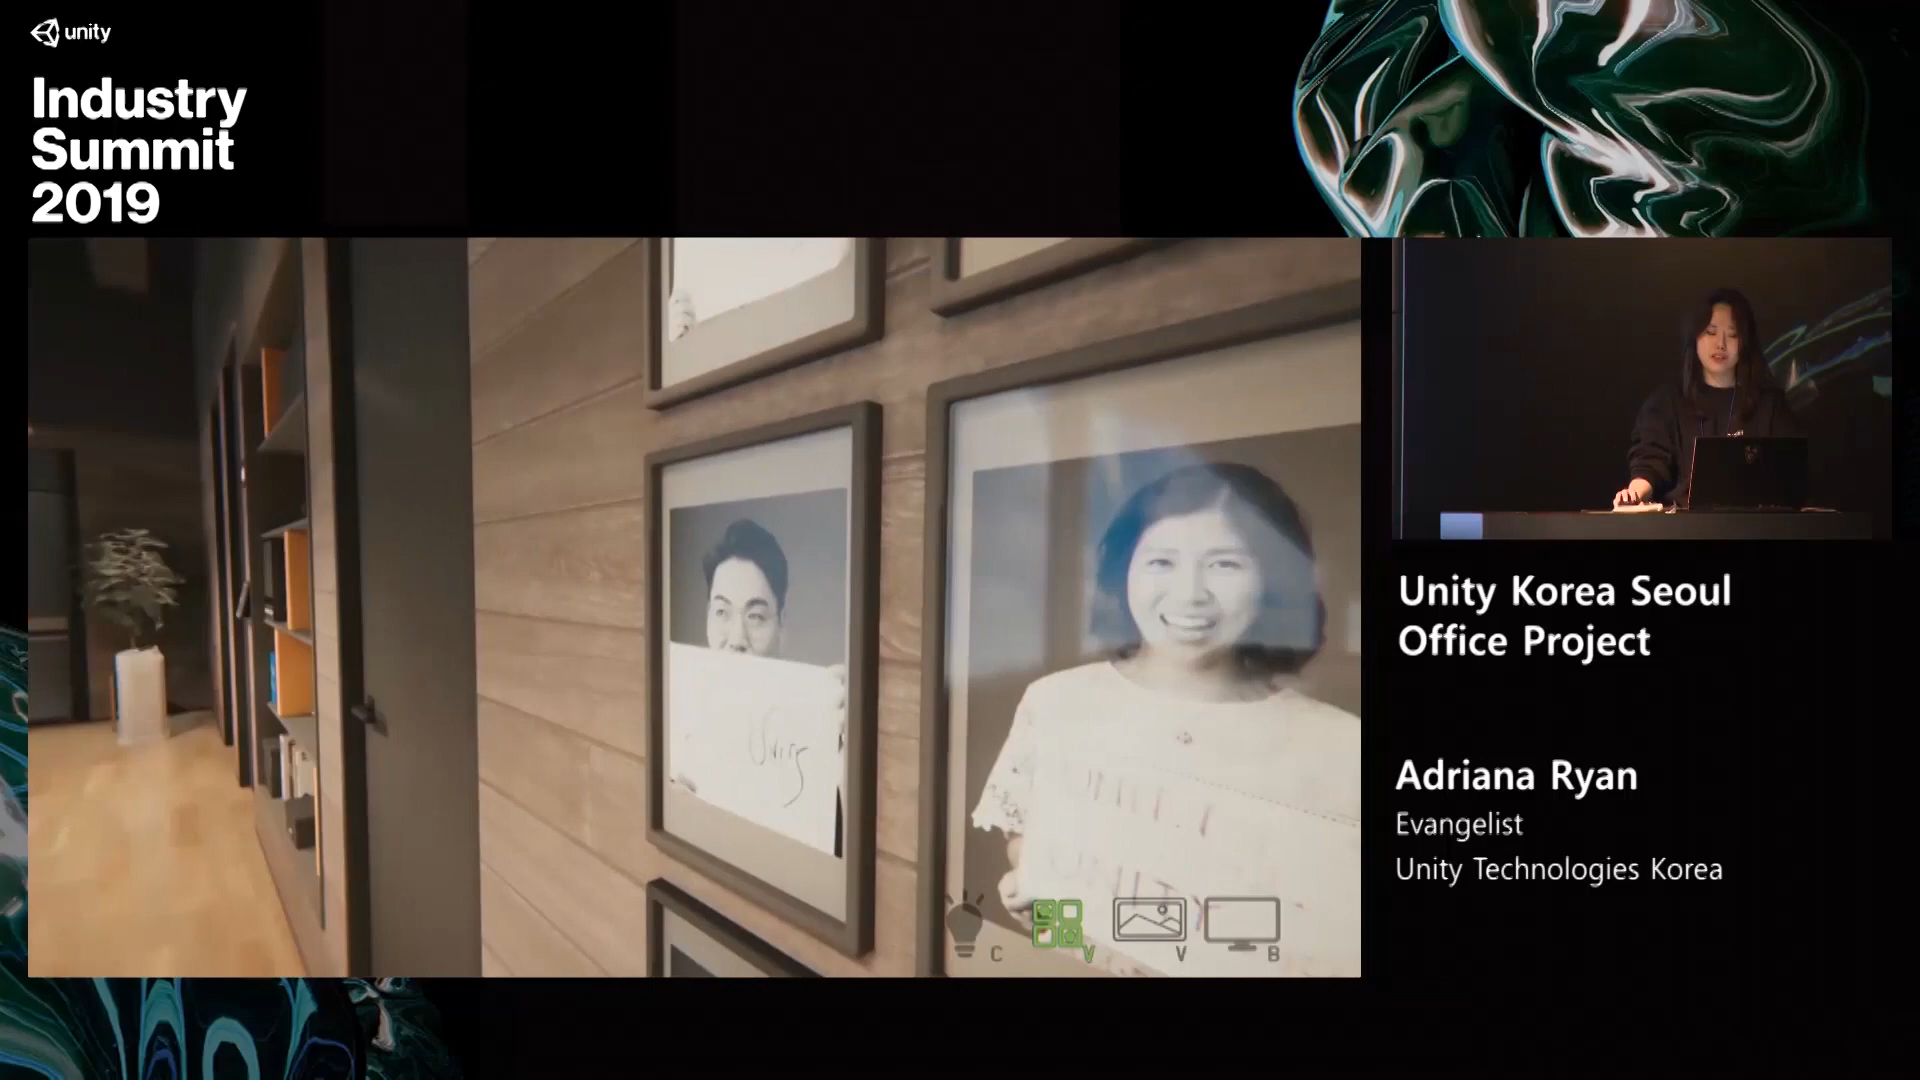 unity
Industry
Summit
2019
Unity Korea Seoul
Office Project
Adriana Ryan
Evangelist
Unity Technologies Korea
C
V
V
B